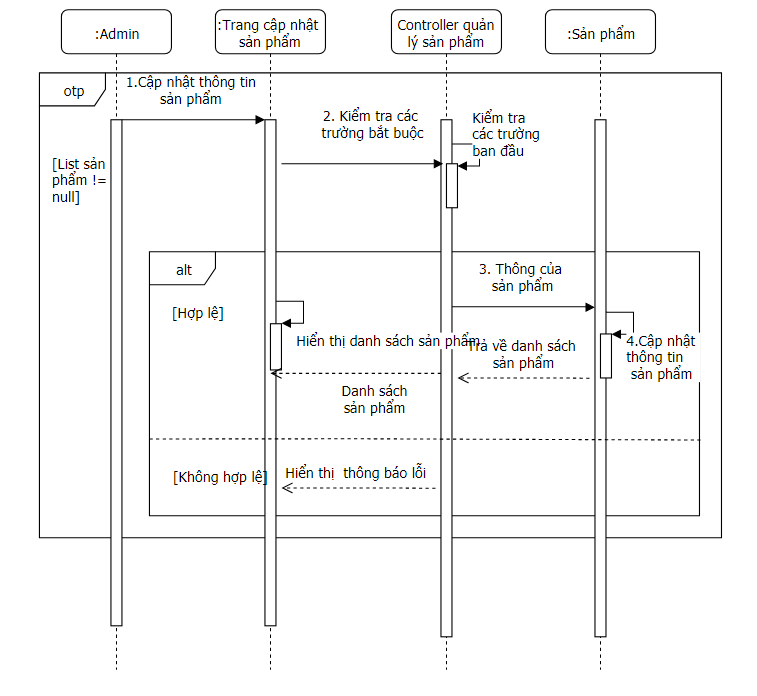 :Admin
:Trang cập nhật
sản phẩm
Controller quản
lý sản phẩm
:Sản phẩm
otp
1.Cập nhật thông tin
sản phẩm
2. Kiểm tra các
trường bắt buộc
Kiểm tra
các trường
ban đầu
[List sản
phẩm !=
null]
alt
3. Thông của
sản phẩm
[Hợp lệ]
Hiển thị danh sách sản phẩm
Trả về danh sách
sản phẩm
4.Cập nhật
thông tin
sản phẩm
Danh sách
sản phẩm
[Không hợp lệ]
Hiển thị thông báo lỗi